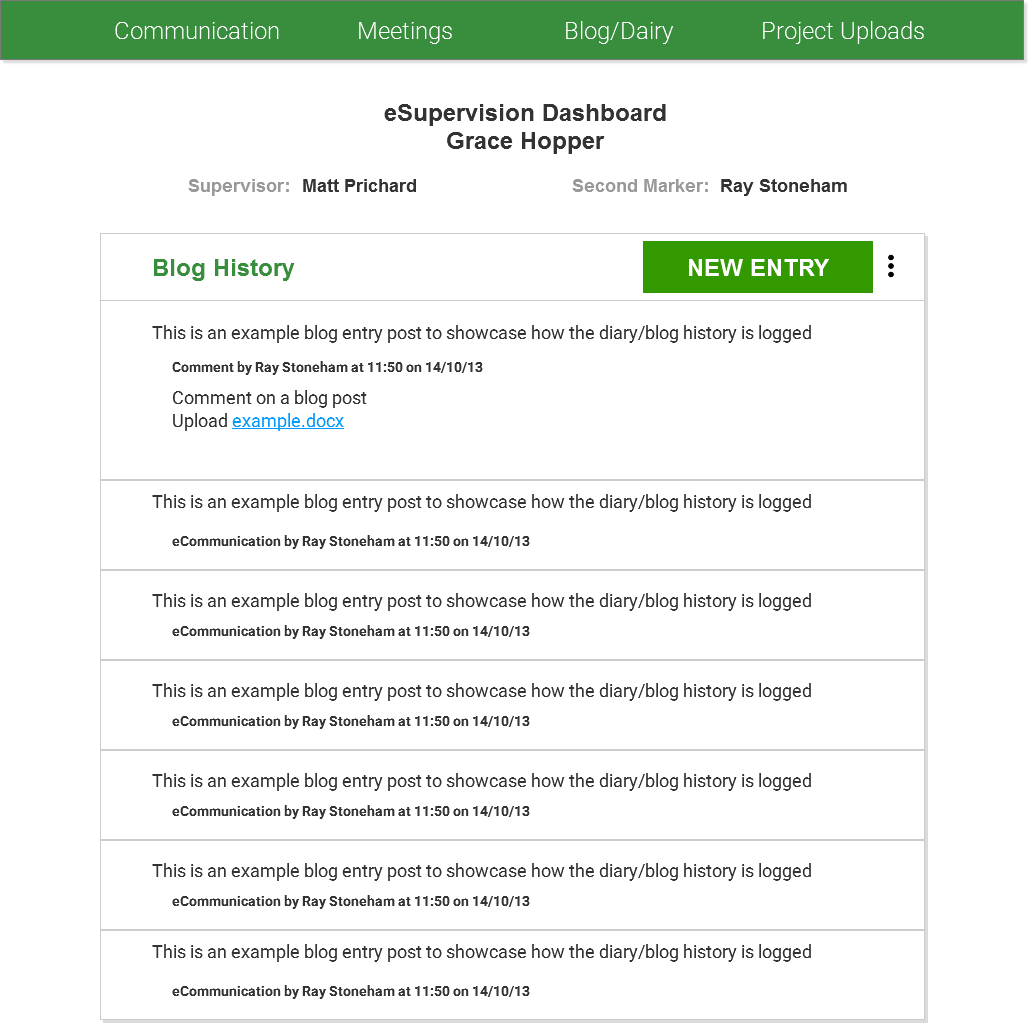 Communication Meetings Blog/Dairy Project Uploads
eSupervision Dashboard
Grace Hopper
Supervisor: Matt Prichard Second Marker: Ray Stoneham
Blog History NEW ENTRY
This is an example blog entry post to showcase how the diary/blog history is logged
Comment by Ray Stoneham at 11:50 on 14/10/13
Comment on a blog post
Upload example.docx
This is an example blog entry post to showcase how the diary/blog history is logged
eCommunication by Ray Stoneham at 11:50 on 14/10/13
This is an example blog entry post to showcase how the diary/blog history is logged
eCommunication by Ray Stoneham at 11:50 on 14/10/13
This is an example blog entry post to showcase how the diary/blog history is logged
eCommunication by Ray Stoneham at 11:50 on 14/10/13
This is an example blog entry post to showcase how the diary/blog history is logged
eCommunication by Ray Stoneham at 11:50 on 14/10/13
This is an example blog entry post to showcase how the diary/blog history is logged
eCommunication by Ray Stoneham at 11:50 on 14/10/13
This is an example blog entry post to showcase how the diary/blog history is logged
eCommunication by Ray Stoneham at 11:50 on 14/10/13